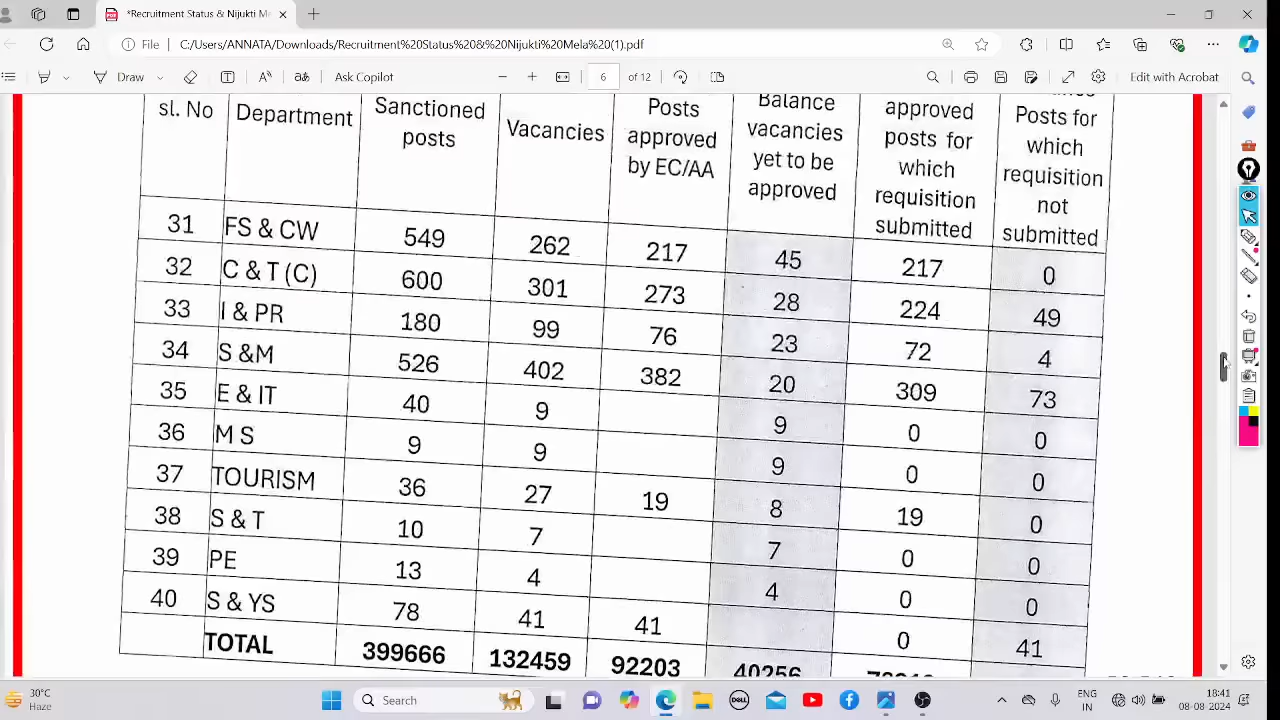 *Recruitment Status & Nijukti M
File C:/Users/ANNATA/Downloads/Recruitment%20Status%20&%20Nijukti%20Mela%20(1).pdf
Draw Ask Copilot 6 of 12 Edit with Acrobat
sl. No Department Sanctioned posts Vacancies Posts approved by EC/AA Balance vacancies yet to be approved approved posts for which requisition submitted Posts for which requisition not submitted
31 FS & CW 549 262 217 45 217 0
32 C & T (C) 600 301 273 28 224 49
33 I & PR 180 99 76 23 72 4
34 S &M 526 402 382 20 309 73
35 E & IT 40 9 9 0 0
36 M S 9 9 9 0 0
37 TOURISM 36 27 19 8 19 0
38 S & T 10 7 7 0 0
39 PE 13 4 4 0 0
40 S & YS 78 41 41 0 41
TOTAL 399666 132459 92203 40256
30°C
Haze
Search
DELL
ENG
IN
18:41
08-08-2024